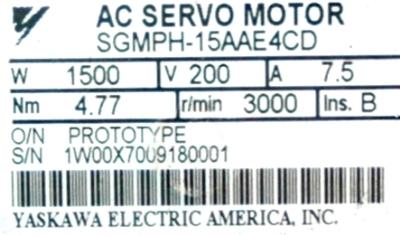 AC SERVO MOTOR
SGMPH-15AAE4CD
W 1500 V 200 A 7.5
Nm 4.77 r/min 3000 Ins. B
O/N PROTOTYPE
S/N 1W00X7009180001
YASKAWA ELECTRIC AMERICA, INC.